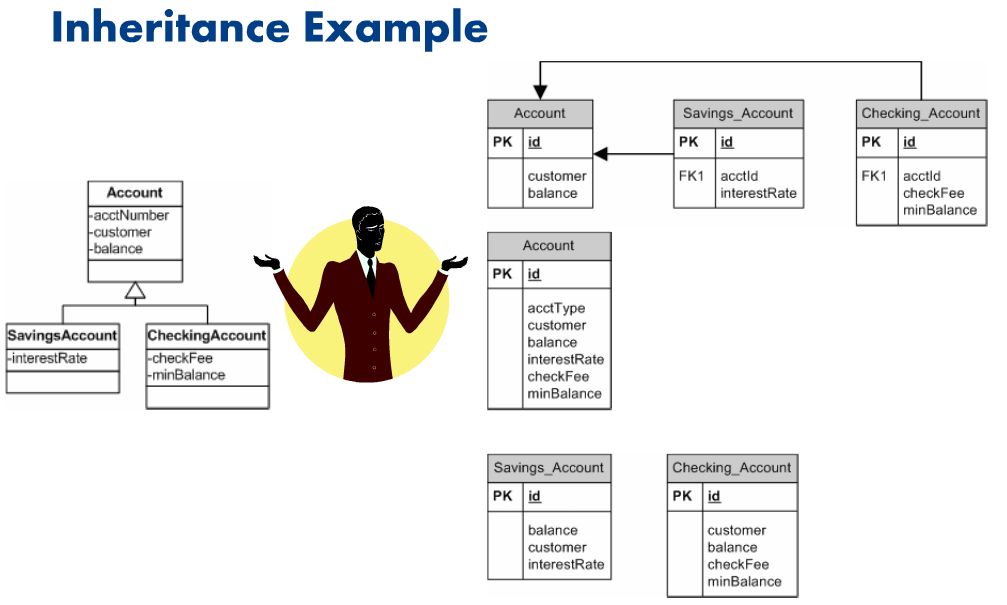 Inheritance Example
Account
-acctNumber
-customer
-balance
SavingsAccount
-interestRate
CheckingAccount
-checkFee
-minBalance
Account
PK id
customer
balance
Savings_Account
PK id
FK1 acctId
interestRate
Checking_Account
PK id
FK1 acctId
checkFee
minBalance
Account
PK id
acctType
customer
balance
interestRate
checkFee
minBalance
Savings_Account
PK id
balance
customer
interestRate
Checking_Account
PK id
customer
balance
checkFee
minBalance